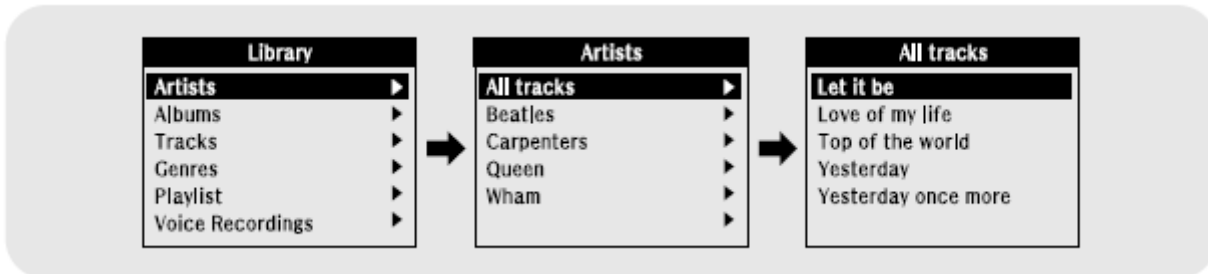 Library
Artists
Albums
Tracks
Genres
Playlist
Voice Recordings
Artists
All tracks
Beatles
Carpenters
Queen
Wham
All tracks
Let it be
Love of my life
Top of the world
Yesterday
Yesterday once more